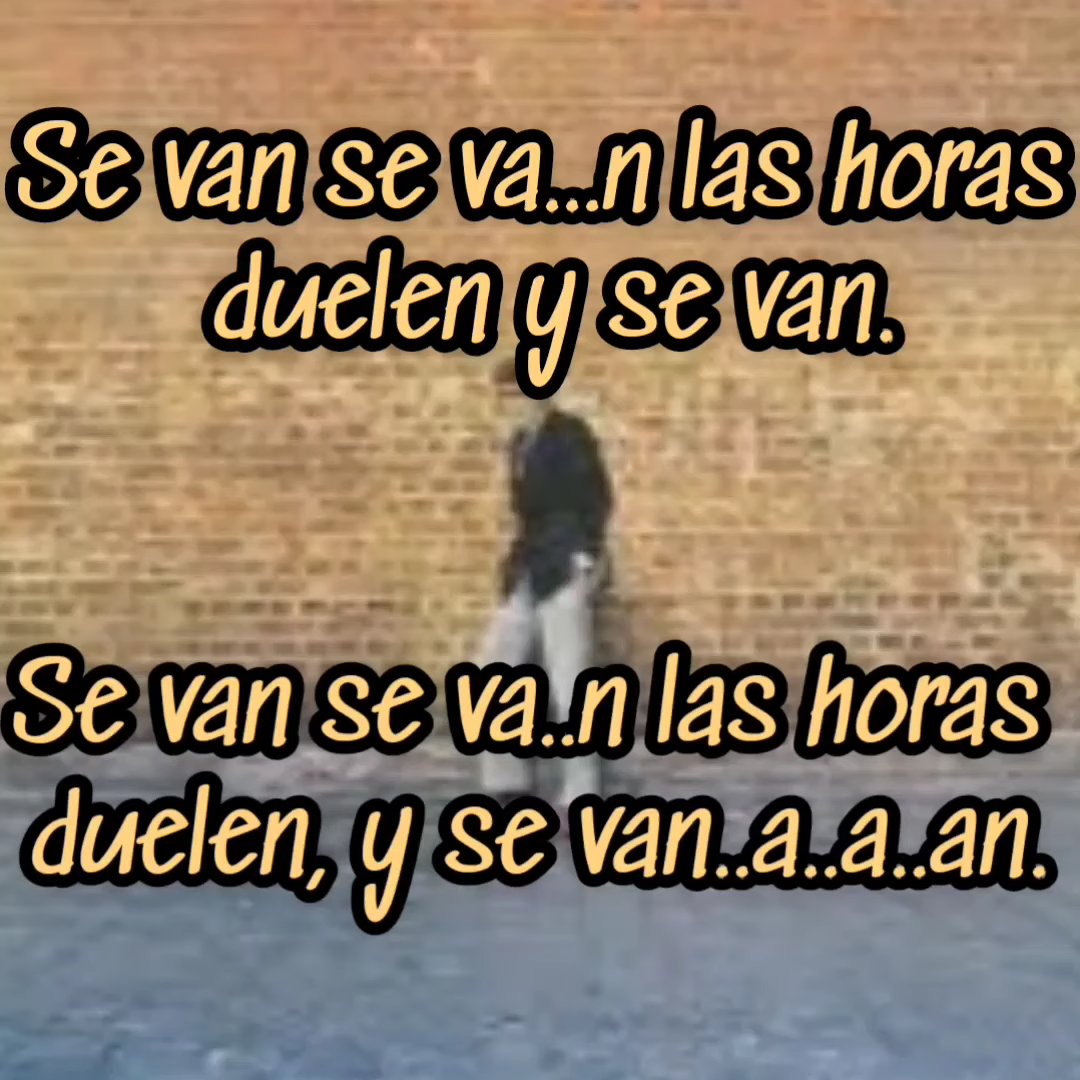 Se van se va...n las horas
duelen y se van.
Se van se va..n las horas
duelen, y se van..a..a..an.